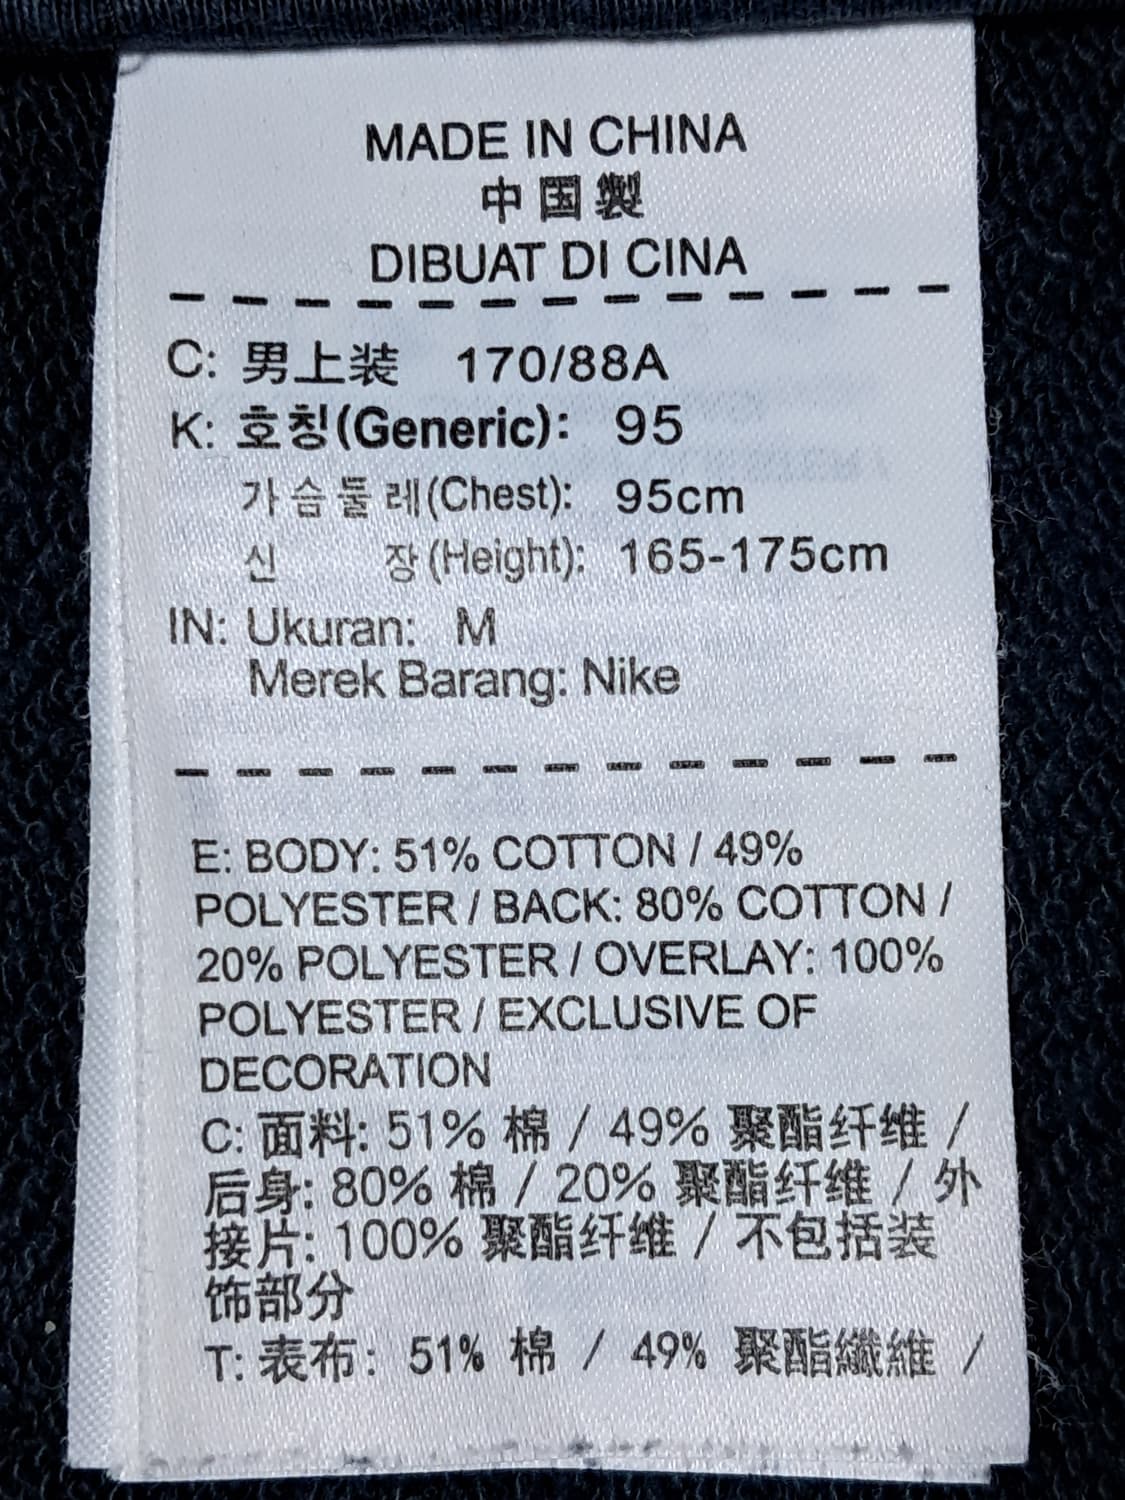 MADE IN CHINA
中国製
DIBUAT DI CINA
C: 男上装 170/88A
K: 호칭(Generic): 95
가슴둘레(Chest): 95cm
신 장(Height): 165-175cm
IN: Ukuran: M
Merek Barang: Nike
E: BODY: 51% COTTON / 49%
POLYESTER / BACK: 80% COTTON /
20% POLYESTER / OVERLAY: 100%
POLYESTER / EXCLUSIVE OF
DECORATION
C: 面料: 51% 棉 / 49% 聚酯纤维 /
后身: 80% 棉 / 20% 聚酯纤维 / 外
接片: 100% 聚酯纤维 / 不包括装
饰部分
T: 表布: 51% 棉 / 49% 聚酯纖維 /